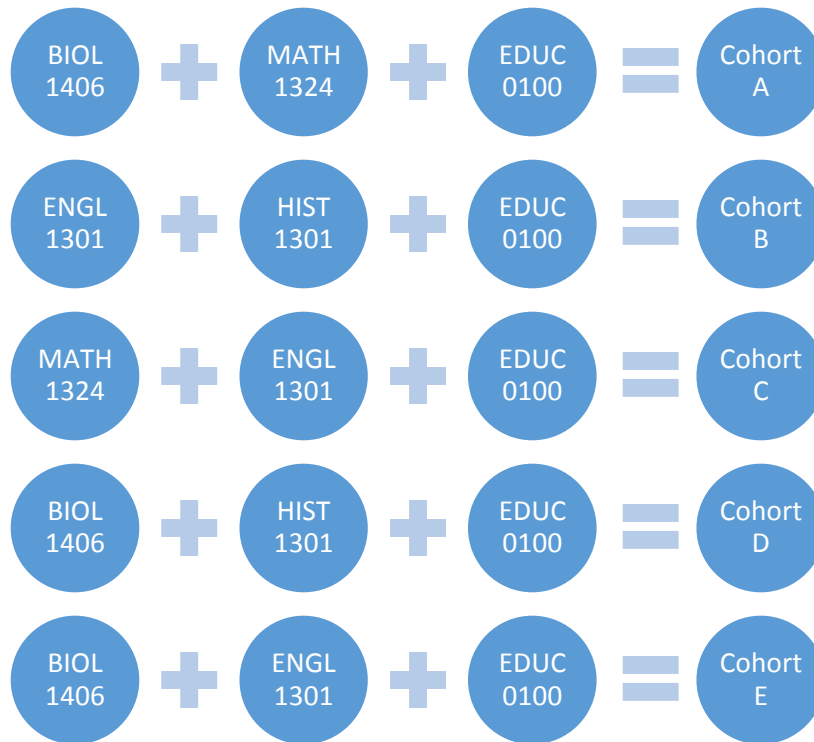 BIOL
1406
MATH
1324
EDUC
0100
Cohort
A
ENGL
1301
HIST
1301
EDUC
0100
Cohort
B
MATH
1324
ENGL
1301
EDUC
0100
Cohort
C
BIOL
1406
HIST
1301
EDUC
0100
Cohort
D
BIOL
1406
ENGL
1301
EDUC
0100
Cohort
E